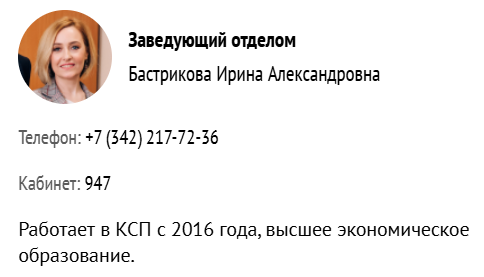 Заведующий отделом
Бастрикова Ирина Александровна
Телефон: +7 (342) 217-72-36
Кабинет: 947
Работает в КСП с 2016 года, высшее экономическое
образование.